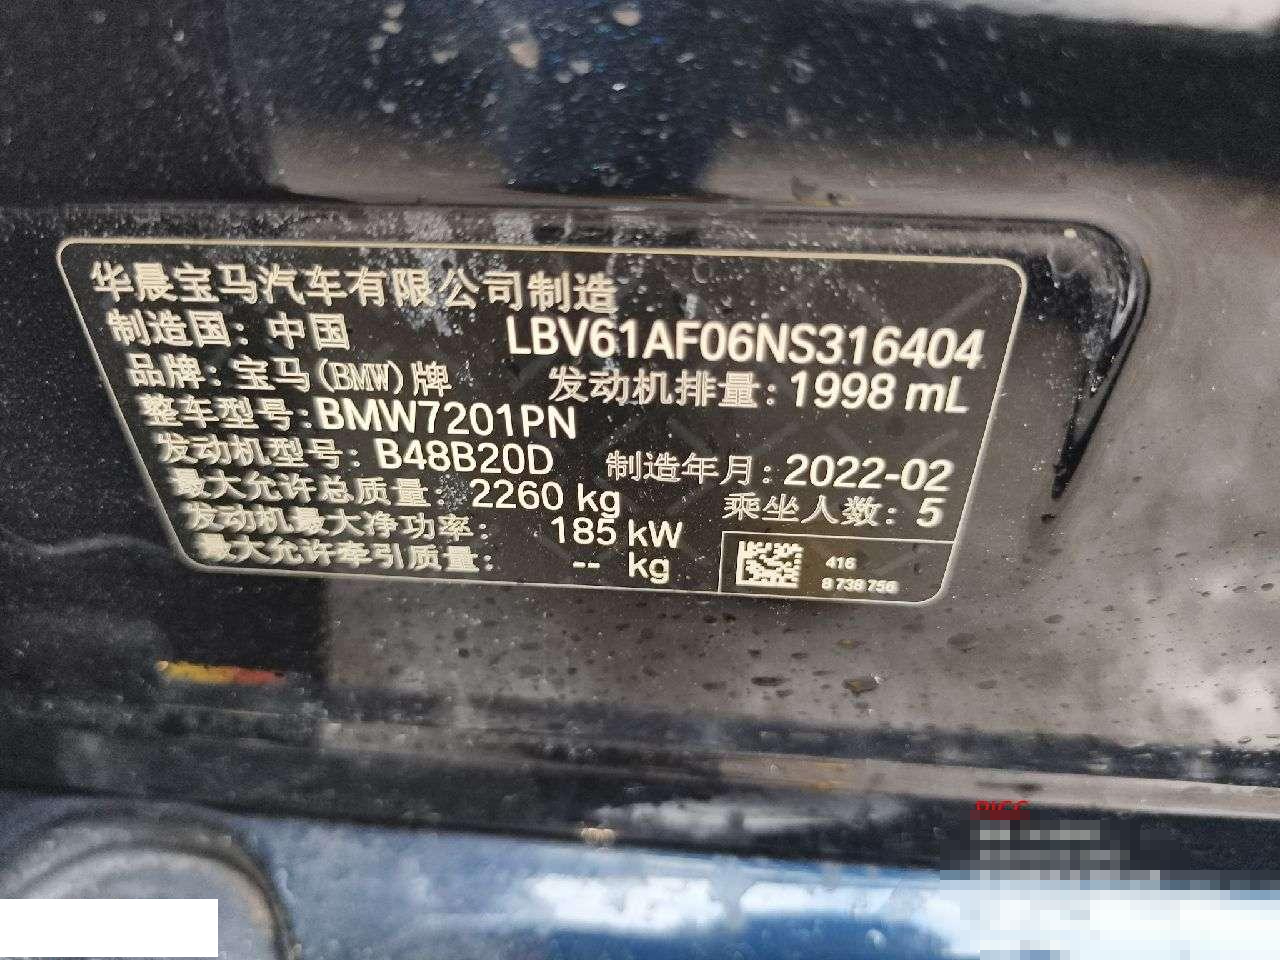 华晨宝马汽车有限公司制造
制造国：中国 LBV61AF06NS316404
品牌：宝马(BMW)牌 发动机排量：1998 mL
整车型号：BMW7201PN
发动机型号：B48B20D 制造年月：2022-02
最大允许总质量：2260 kg 乘坐人数：5
发动机最大净功率：185 kW
最大允许牵引质量：-- kg
416
8 738 756